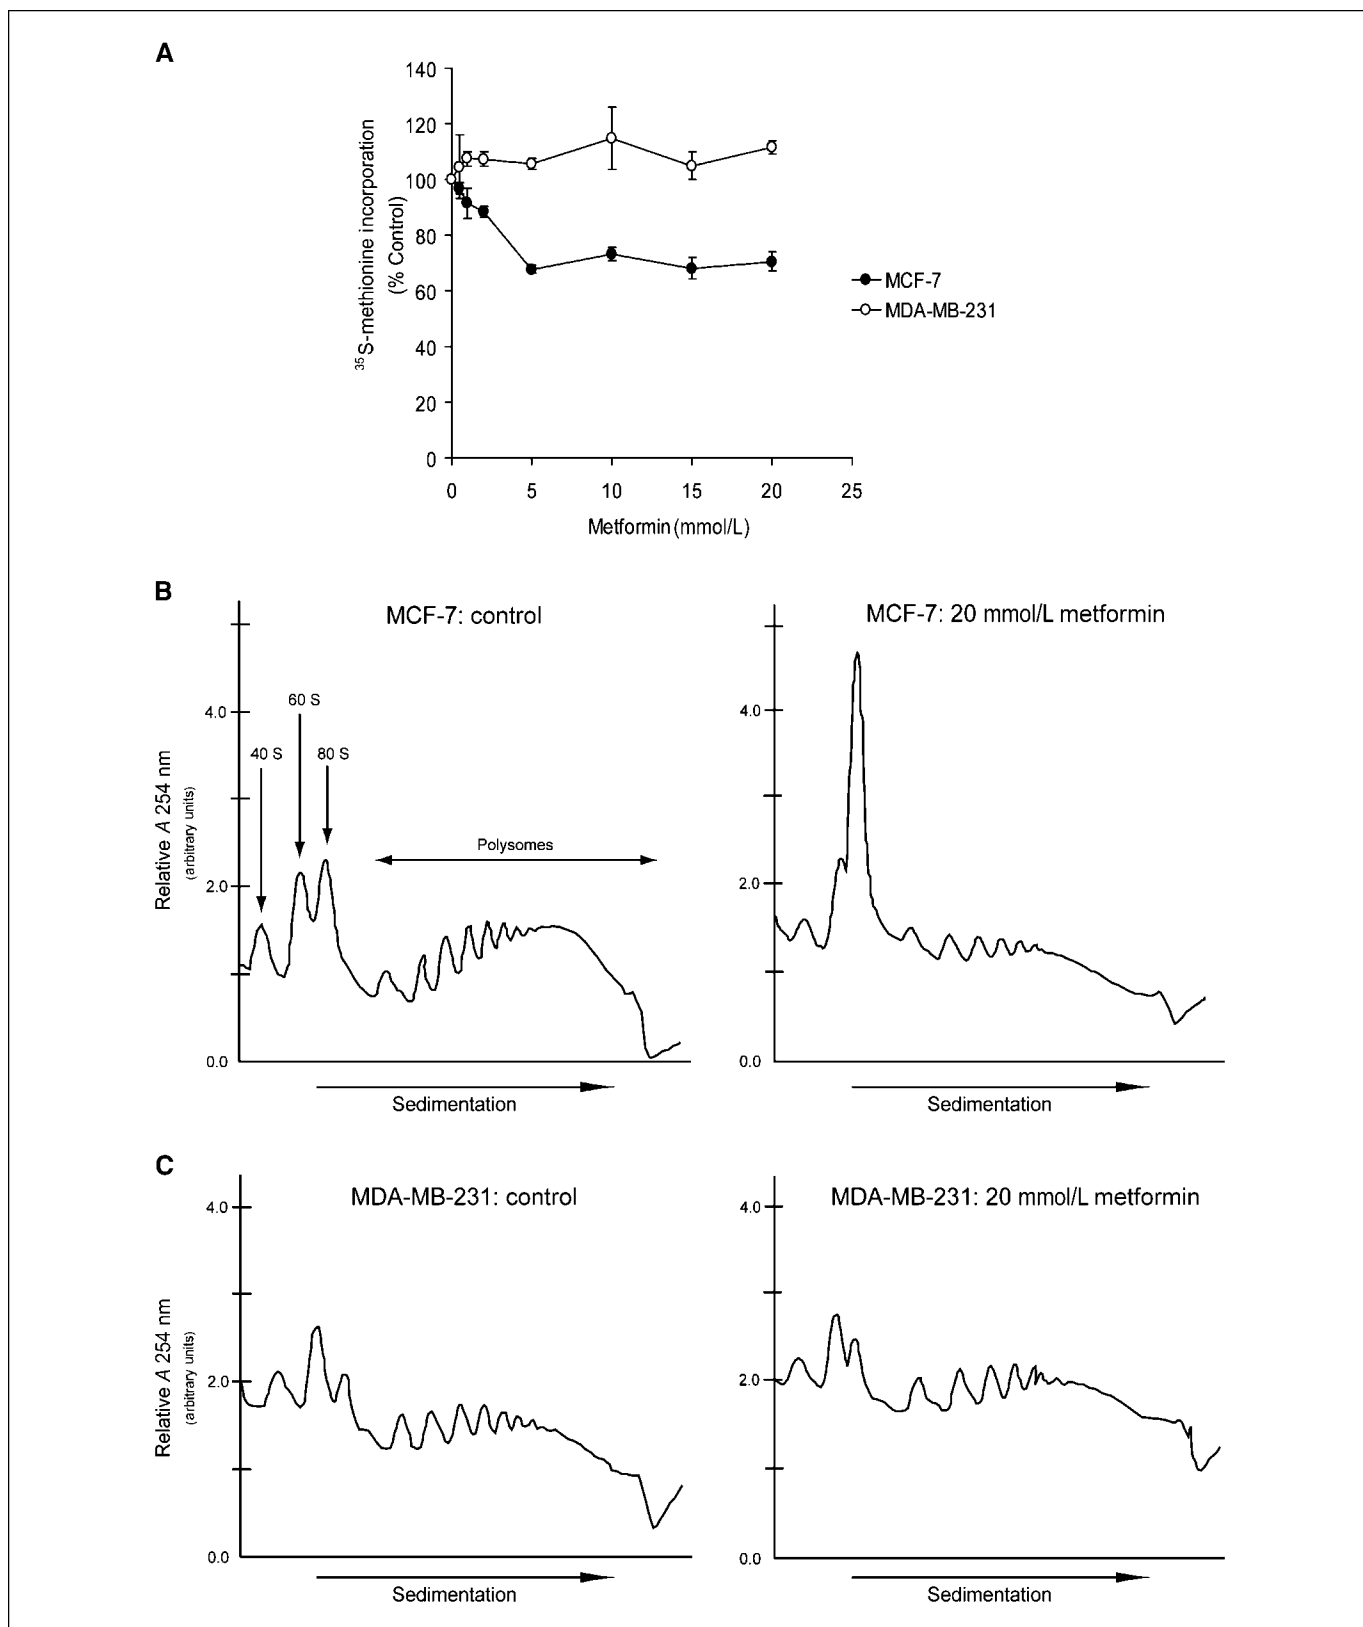 A
140
120
100
80
60
40
20
0
0 5 10 15 20 25
35S-methionine incorporation
(% Control)
Metformin (mmol/L)
MCF-7
MDA-MB-231
B
MCF-7: control
60 S
40 S
80 S
Polysomes
4.0
2.0
0.0
Relative A 254 nm
(arbitrary units)
Sedimentation
MCF-7: 20 mmol/L metformin
4.0
2.0
0.0
Sedimentation
C
MDA-MB-231: control
4.0
2.0
0.0
Relative A 254 nm
(arbitrary units)
Sedimentation
MDA-MB-231: 20 mmol/L metformin
4.0
2.0
0.0
Sedimentation